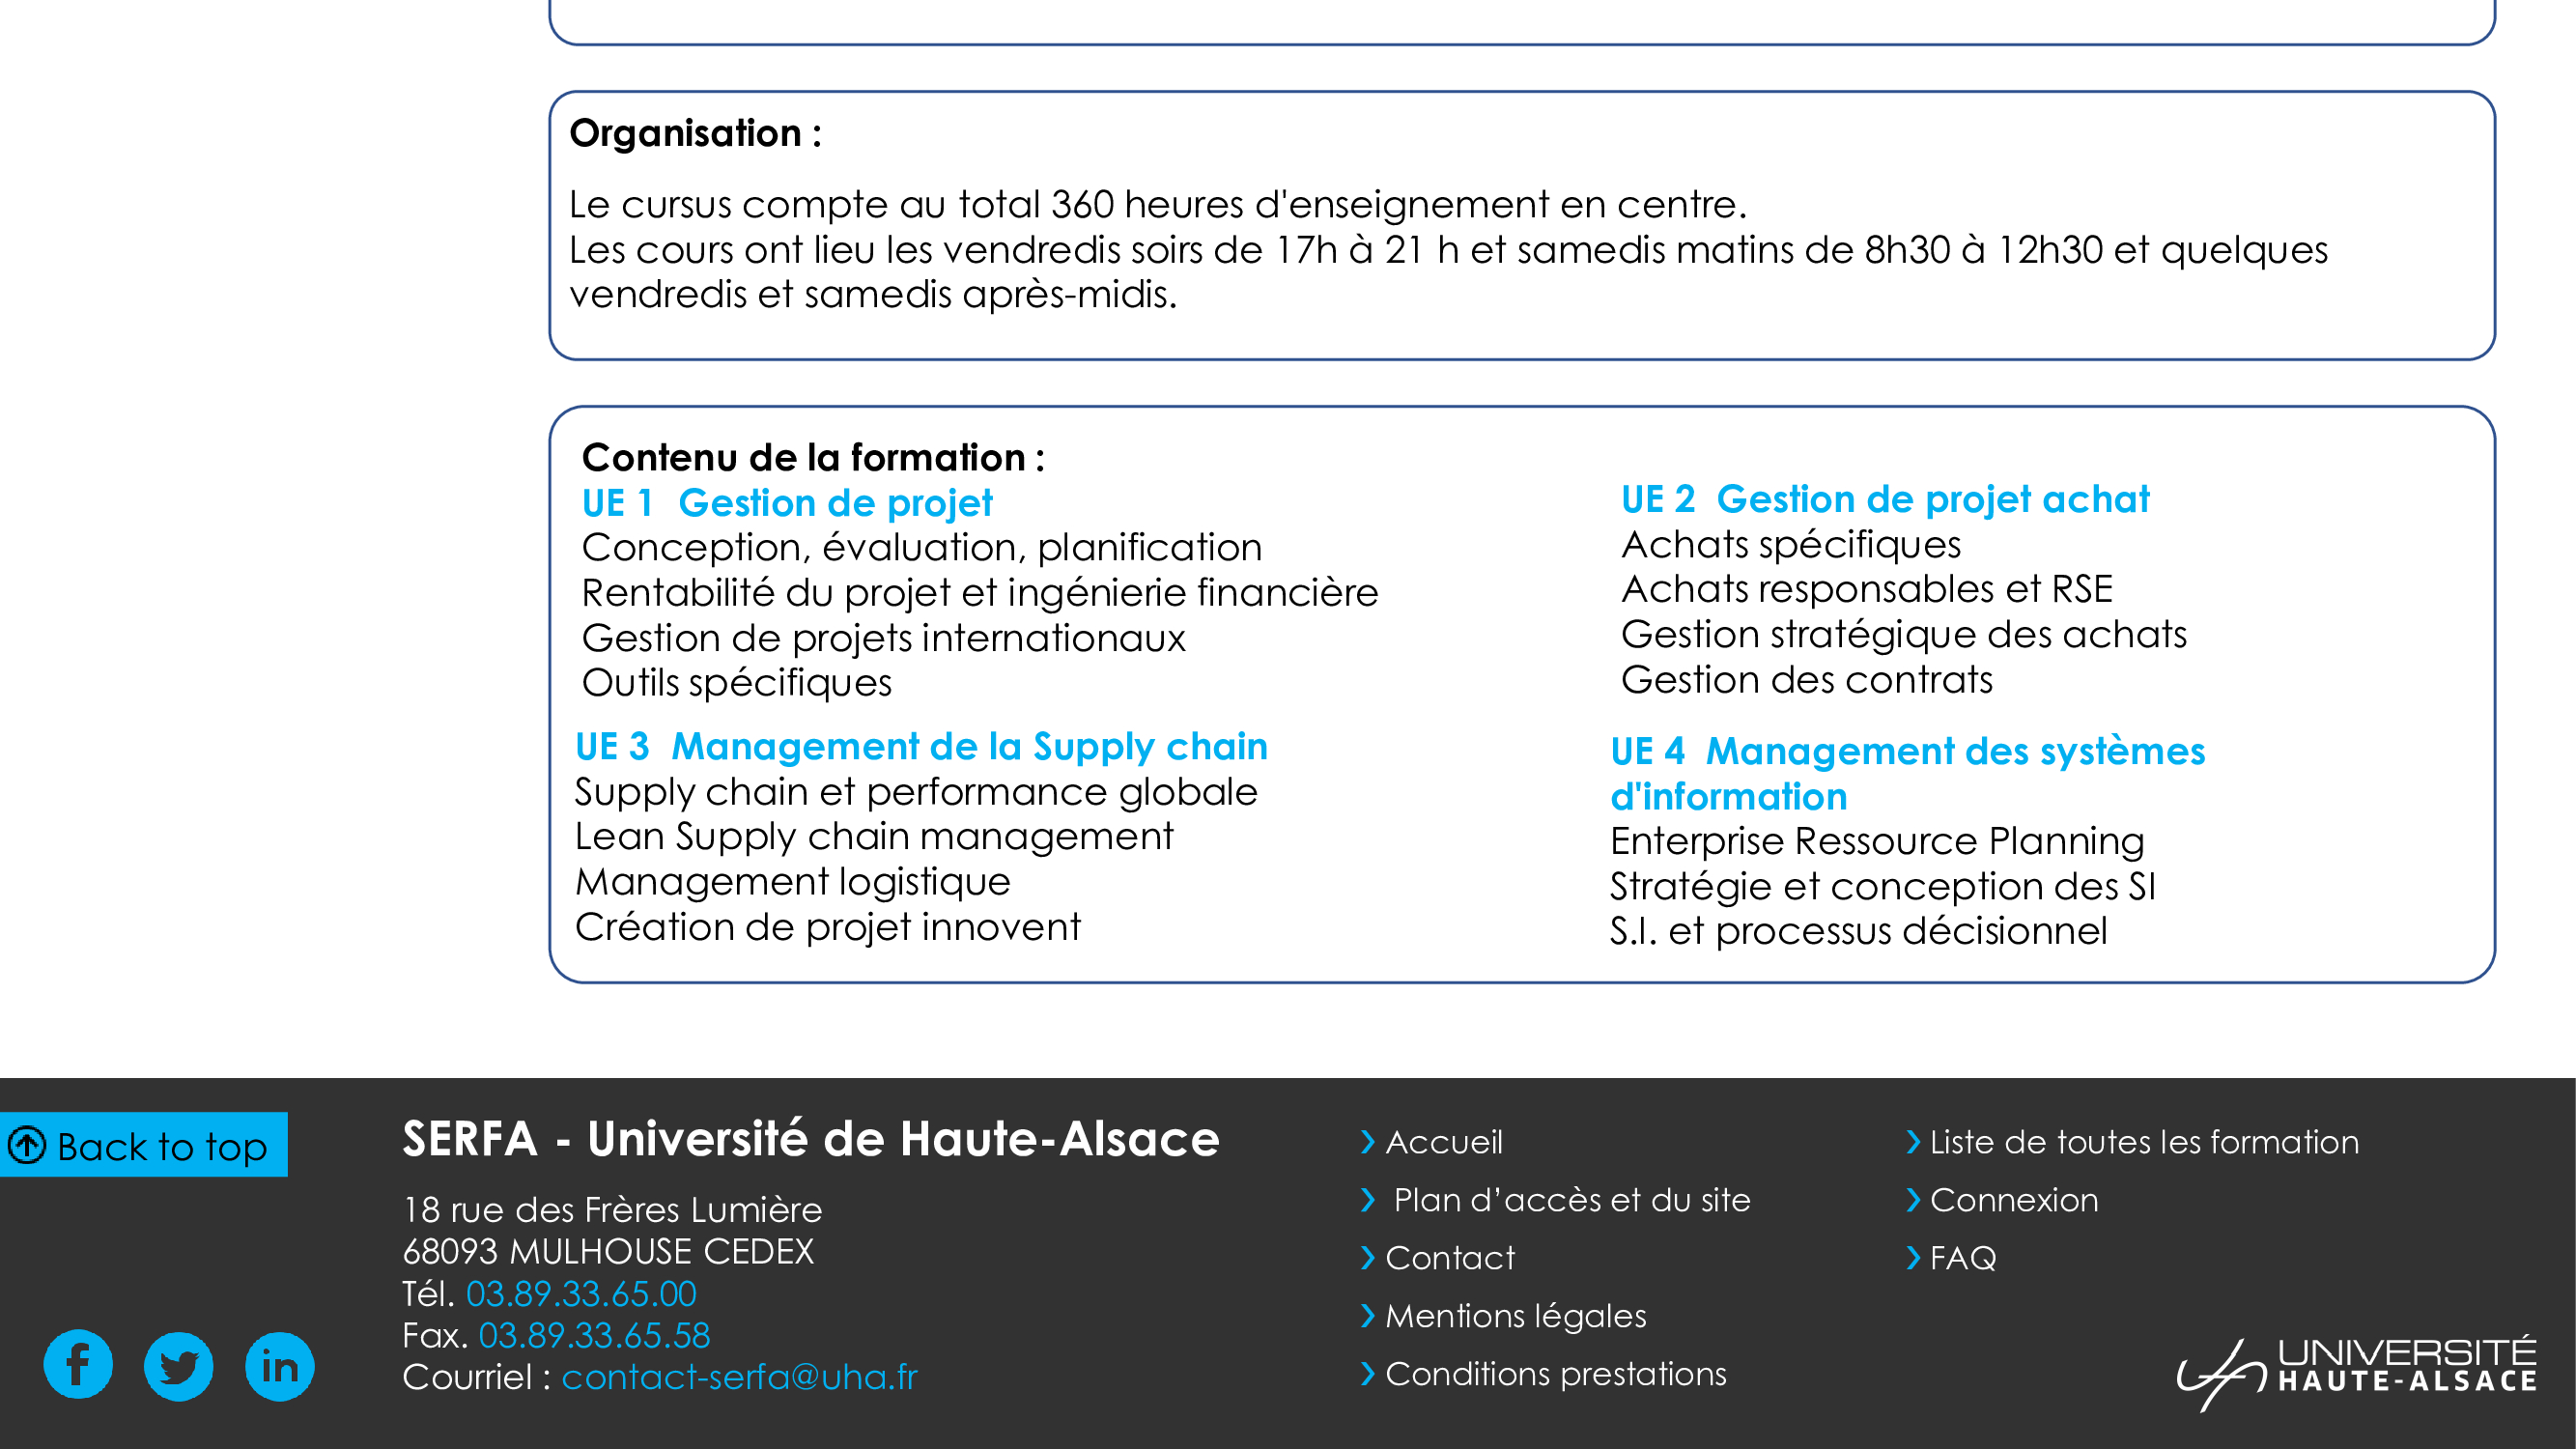 Organisation :
Le cursus compte au total 360 heures d'enseignement en centre.
Les cours ont lieu les vendredis soirs de 17h à 21 h et samedis matins de 8h30 à 12h30 et quelques
vendredis et samedis après-midis.
Contenu de la formation :
UE 1 Gestion de projet
Conception, évaluation, planification
Rentabilité du projet et ingénierie financière
Gestion de projets internationaux
Outils spécifiques
UE 2 Gestion de projet achat
Achats spécifiques
Achats responsables et RSE
Gestion stratégique des achats
Gestion des contrats
UE 3 Management de la Supply chain
Supply chain et performance globale
Lean Supply chain management
Management logistique
Création de projet innovent
UE 4 Management des systèmes
d'information
Enterprise Ressource Planning
Stratégie et conception des SI
S.I. et processus décisionnel
Back to top
SERFA - Université de Haute-Alsace
18 rue des Frères Lumière
68093 MULHOUSE CEDEX
Tél. 03.89.33.65.00
Fax. 03.89.33.65.58
Courriel : contact-serfa@uha.fr
Accueil
Plan d’accès et du site
Contact
Mentions légales
Conditions prestations
Liste de toutes les formation
Connexion
FAQ
UNIVERSITÉ
HAUTE-ALSACE